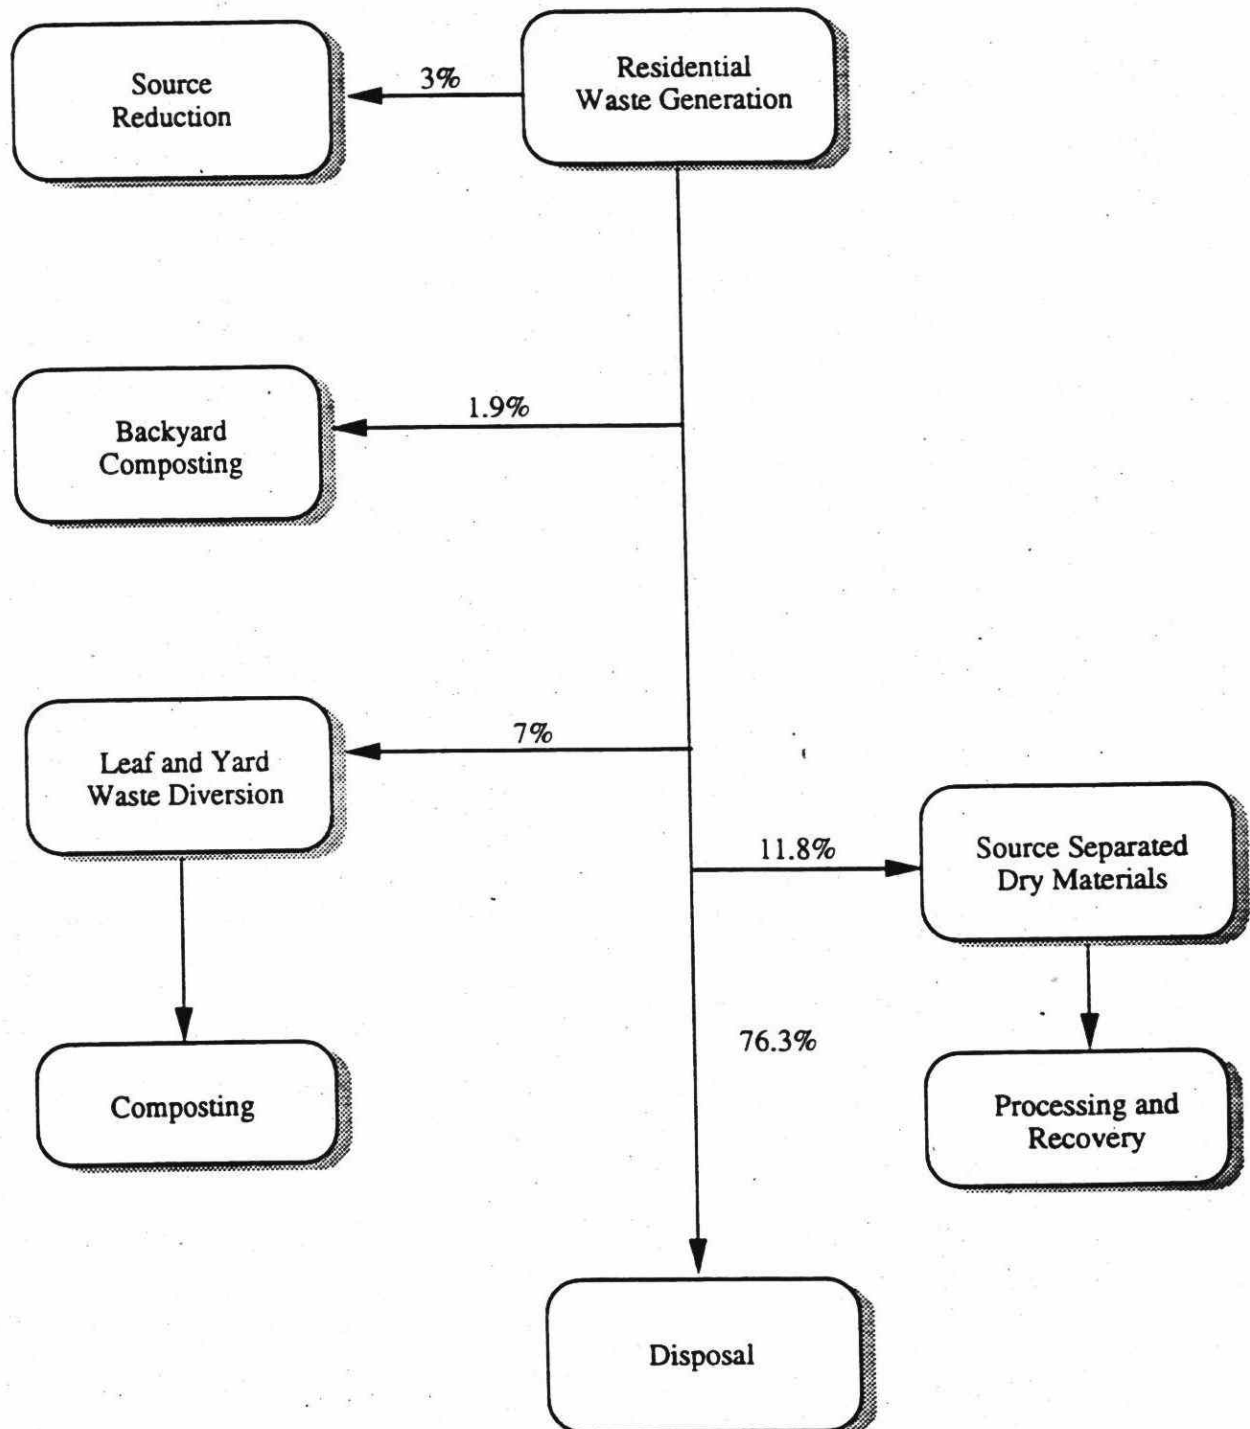 Source
Reduction
3%
Residential
Waste Generation
1.9%
Backyard
Composting
7%
Leaf and Yard
Waste Diversion
11.8%
Source Separated
Dry Materials
76.3%
Composting
Processing and
Recovery
Disposal